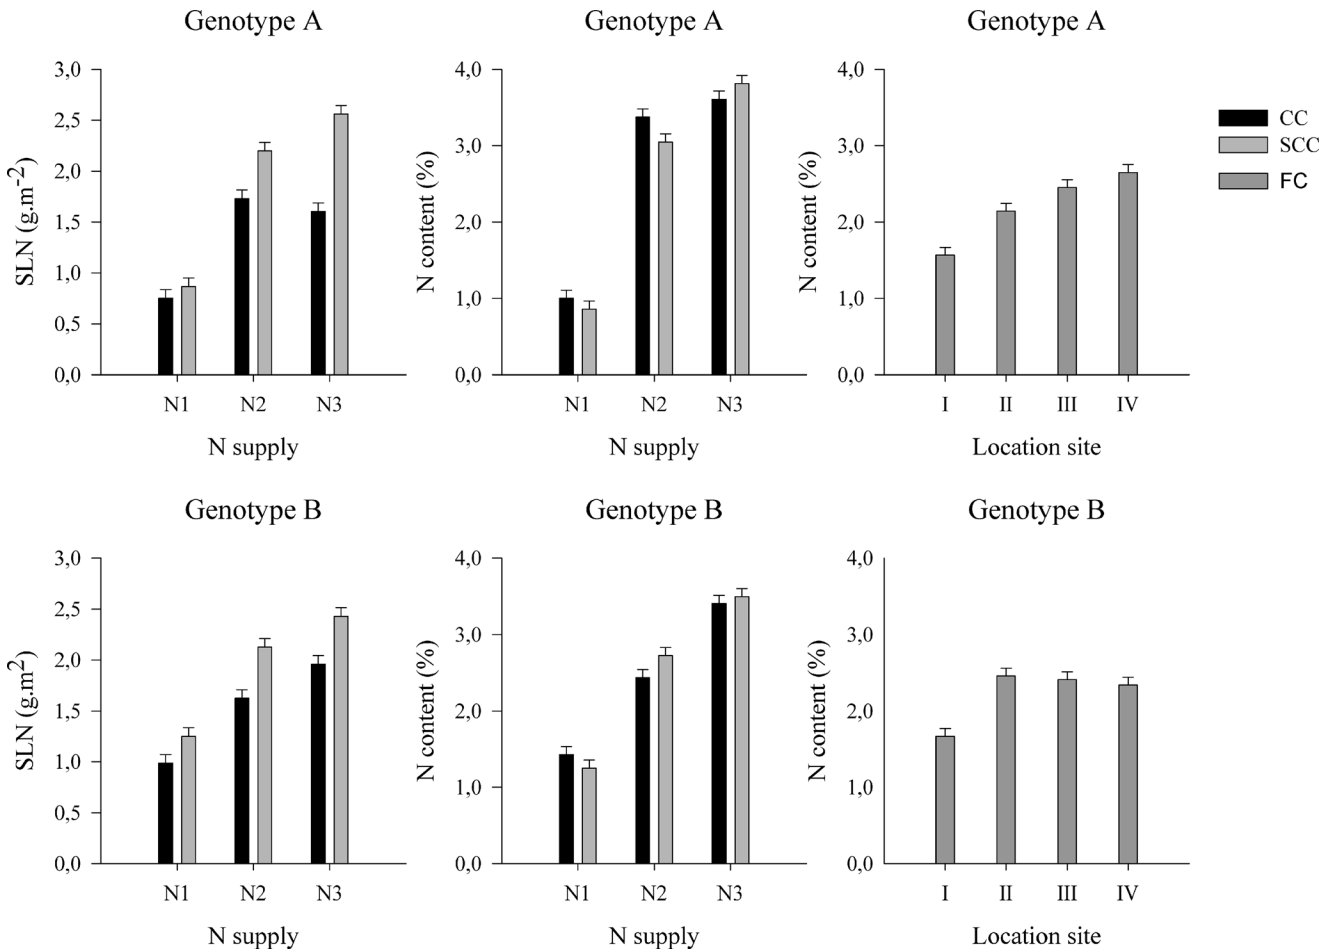 Genotype A
Genotype A
Genotype A
3,0
2,5
2,0
1,5
1,0
0,5
0,0
SLN (g.m-2)
N1 N2 N3
N supply
4,0
3,0
2,0
1,0
0,0
N content (%)
N1 N2 N3
N supply
4,0
3,0
2,0
1,0
0,0
N content (%)
I II III IV
Location site
CC
SCC
FC
Genotype B
Genotype B
Genotype B
3,0
2,5
2,0
1,5
1,0
0,5
0,0
SLN (g.m2)
N1 N2 N3
N supply
4,0
3,0
2,0
1,0
0,0
N content (%)
N1 N2 N3
N supply
4,0
3,0
2,0
1,0
0,0
N content (%)
I II III IV
Location site